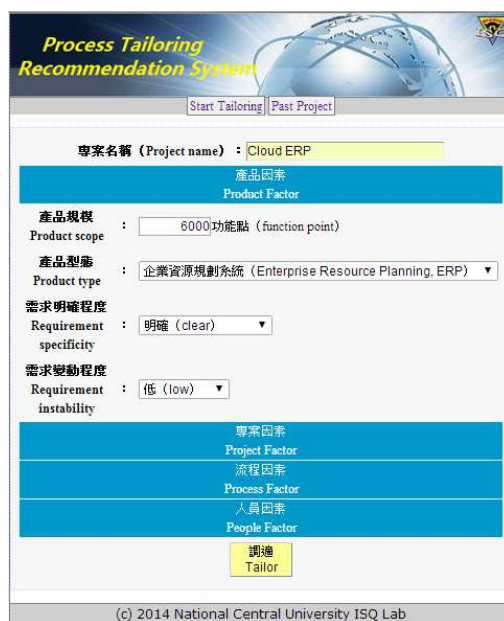 Process Tailoring
Recommendation System
Start Tailoring Past Project
專案名稱（Project name）：Cloud ERP
產品因素
Product Factor
產品規模
Product scope ： 6000功能點（function point）
產品型態
Product type ： 企業資源規劃系統（Enterprise Resource Planning, ERP）
需求明確程度
Requirement ： 明確（clear）
specificity
需求變動程度
Requirement ： 低（low）
instability
專案因素
Project Factor
流程因素
Process Factor
人員因素
People Factor
調適
Tailor
(c) 2014 National Central University ISQ Lab